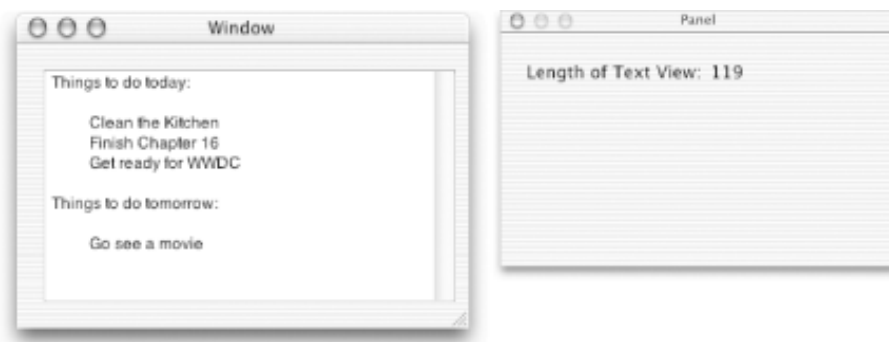 Window
Things to do today:
Clean the Kitchen
Finish Chapter 16
Get ready for WWDC
Things to do tomorrow:
Go see a movie
Panel
Length of Text View: 119